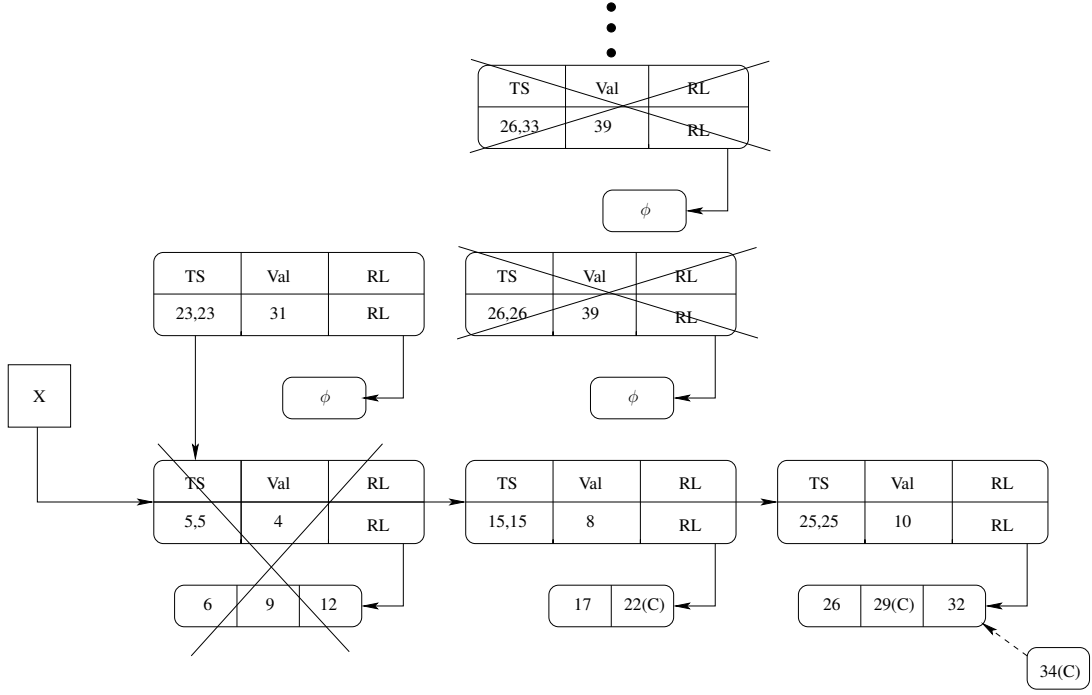 TS Val RL
26,33 39 RL
ϕ
TS Val RL
23,23 31 RL
ϕ
TS Val RL
26,26 39 RL
ϕ
X
TS Val RL
5,5 4 RL
6 9 12
TS Val RL
15,15 8 RL
17 22(C)
TS Val RL
25,25 10 RL
26 29(C) 32
34(C)